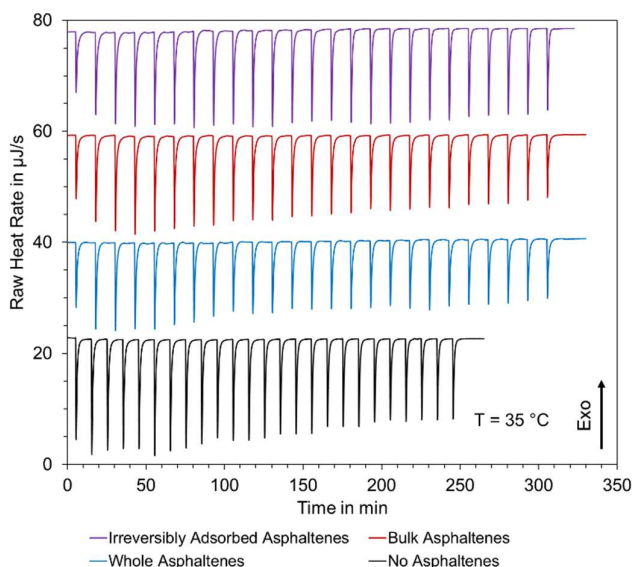 80
60
40
20
0
Raw Heat Rate in µJ/s
T = 35 °C
Exo
0 50 100 150 200 250 300 350
Time in min
Irreversibly Adsorbed Asphaltenes Bulk Asphaltenes
Whole Asphaltenes No Asphaltenes